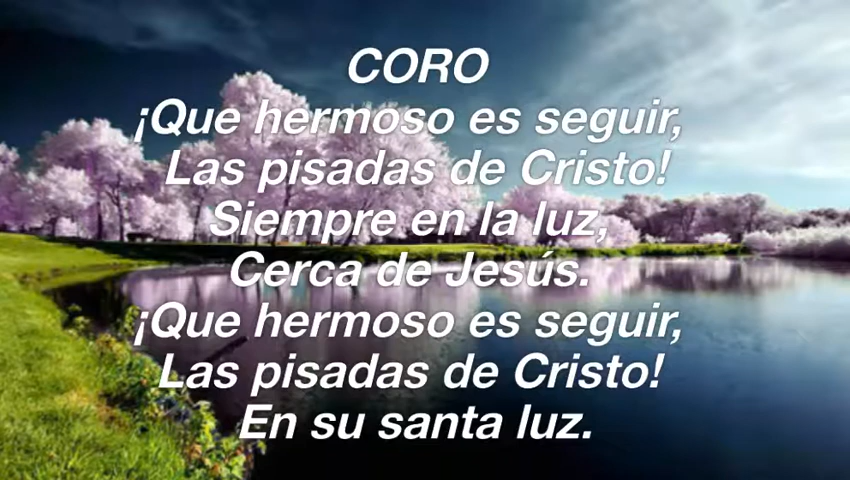 CORO
¡Que hermoso es seguir,
Las pisadas de Cristo!
Siempre en la luz,
Cerca de Jesús.
¡Que hermoso es seguir,
Las pisadas de Cristo!
En su santa luz.